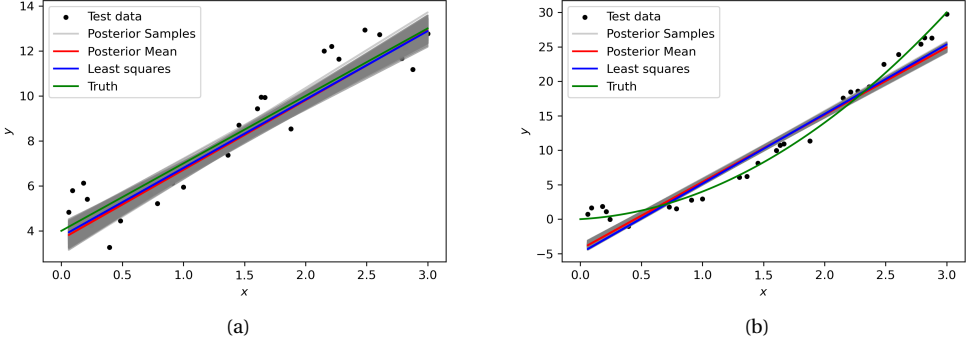 14
12
10
8
6
4
y
0.0 0.5 1.0 1.5 2.0 2.5 3.0
x
Test data
Posterior Samples
Posterior Mean
Least squares
Truth
(a)
30
25
20
15
10
5
0
−5
y
0.0 0.5 1.0 1.5 2.0 2.5 3.0
x
Test data
Posterior Samples
Posterior Mean
Least squares
Truth
(b)